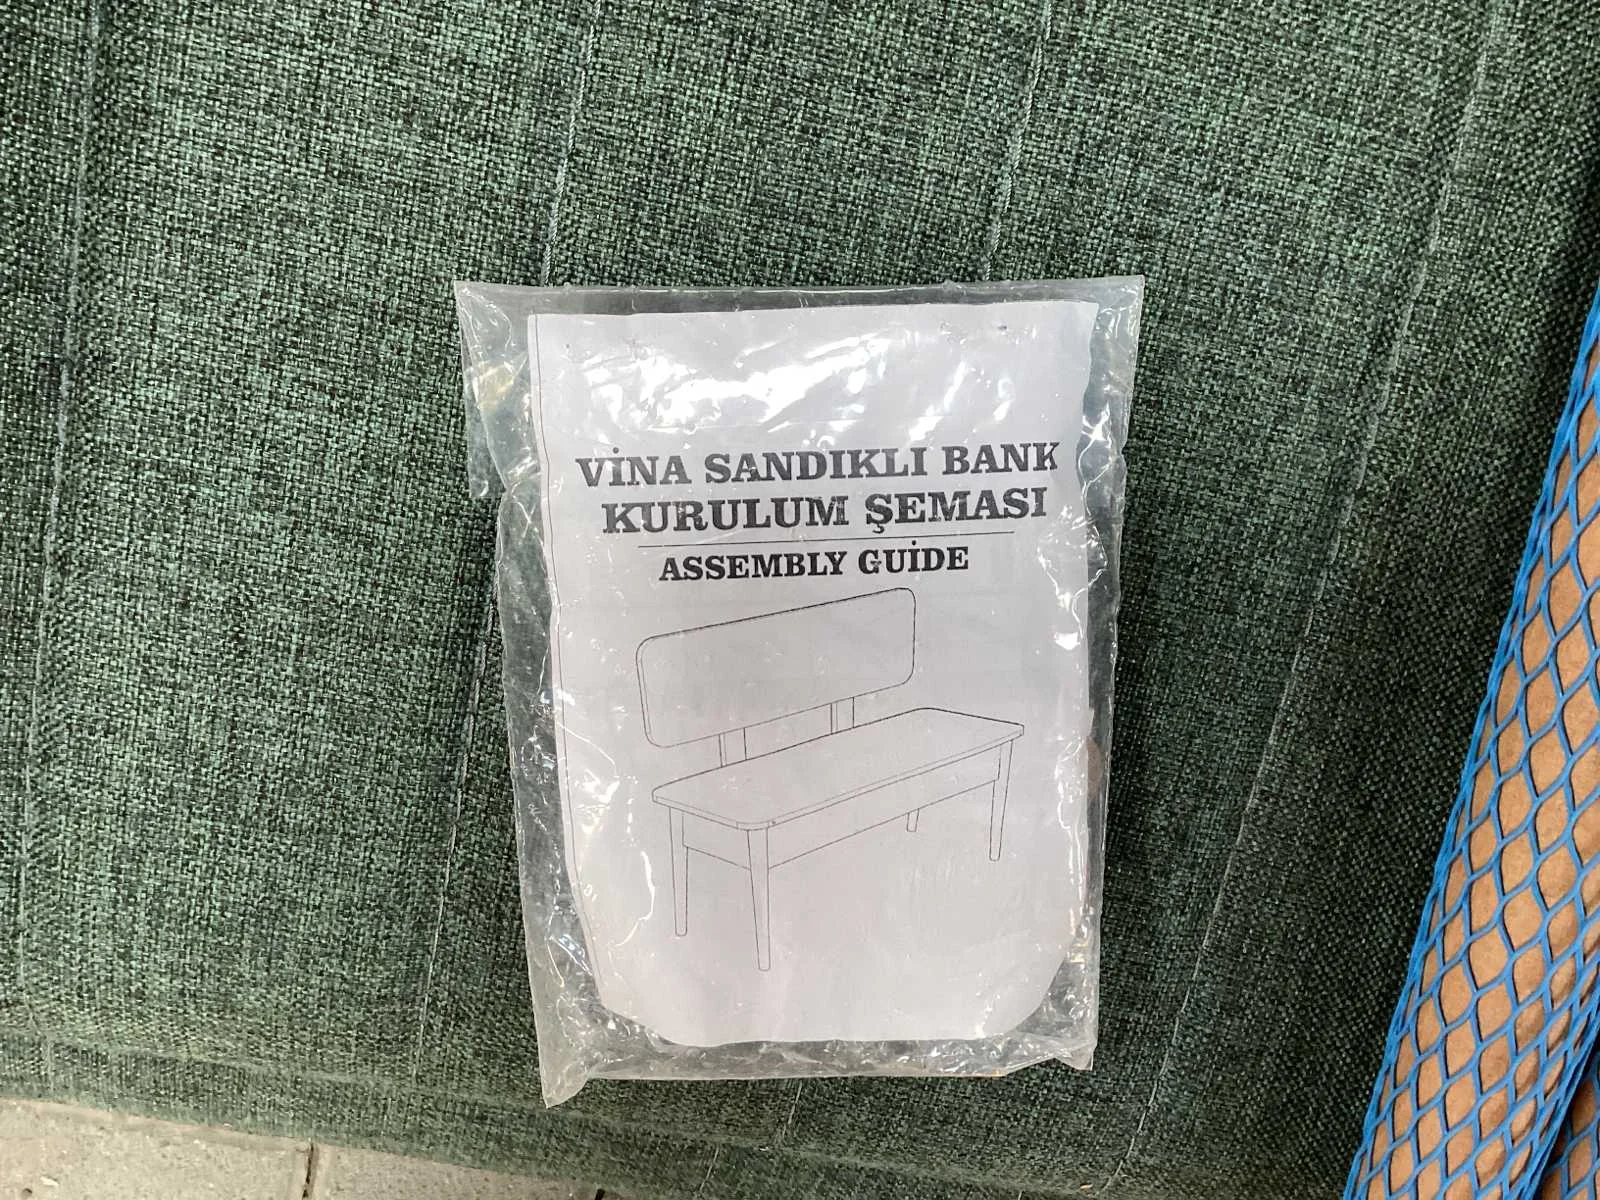 VİNA SANDIKLI BANK
KURULUM ŞEMASI
ASSEMBLY GUİDE